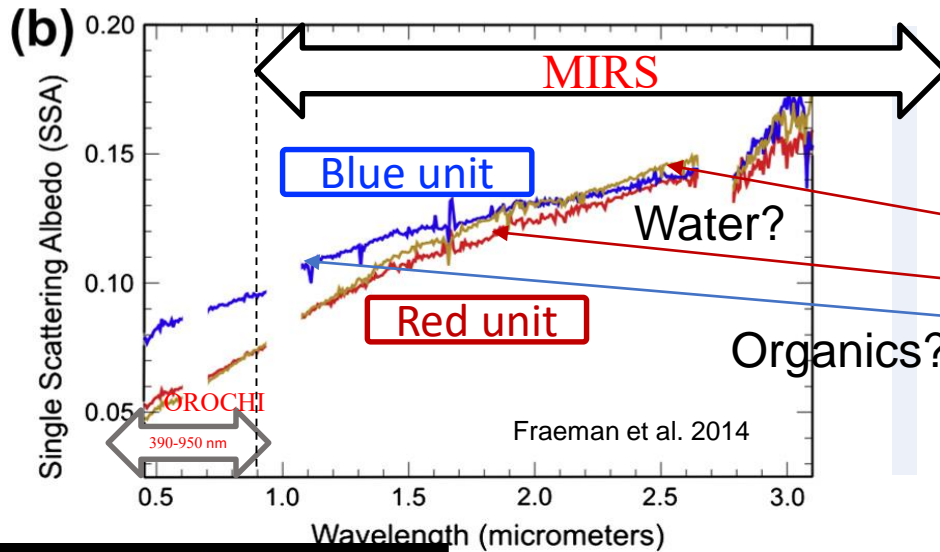 (b)
0.20
MIRS
Single Scattering Albedo (SSA)
0.15
Blue unit
Water?
0.10
Red unit
Organics?
0.05
OROCHI
390-950 nm
Fraeman et al. 2014
0.5 1.0 1.5 2.0 2.5 3.0
Wavelength (micrometers)